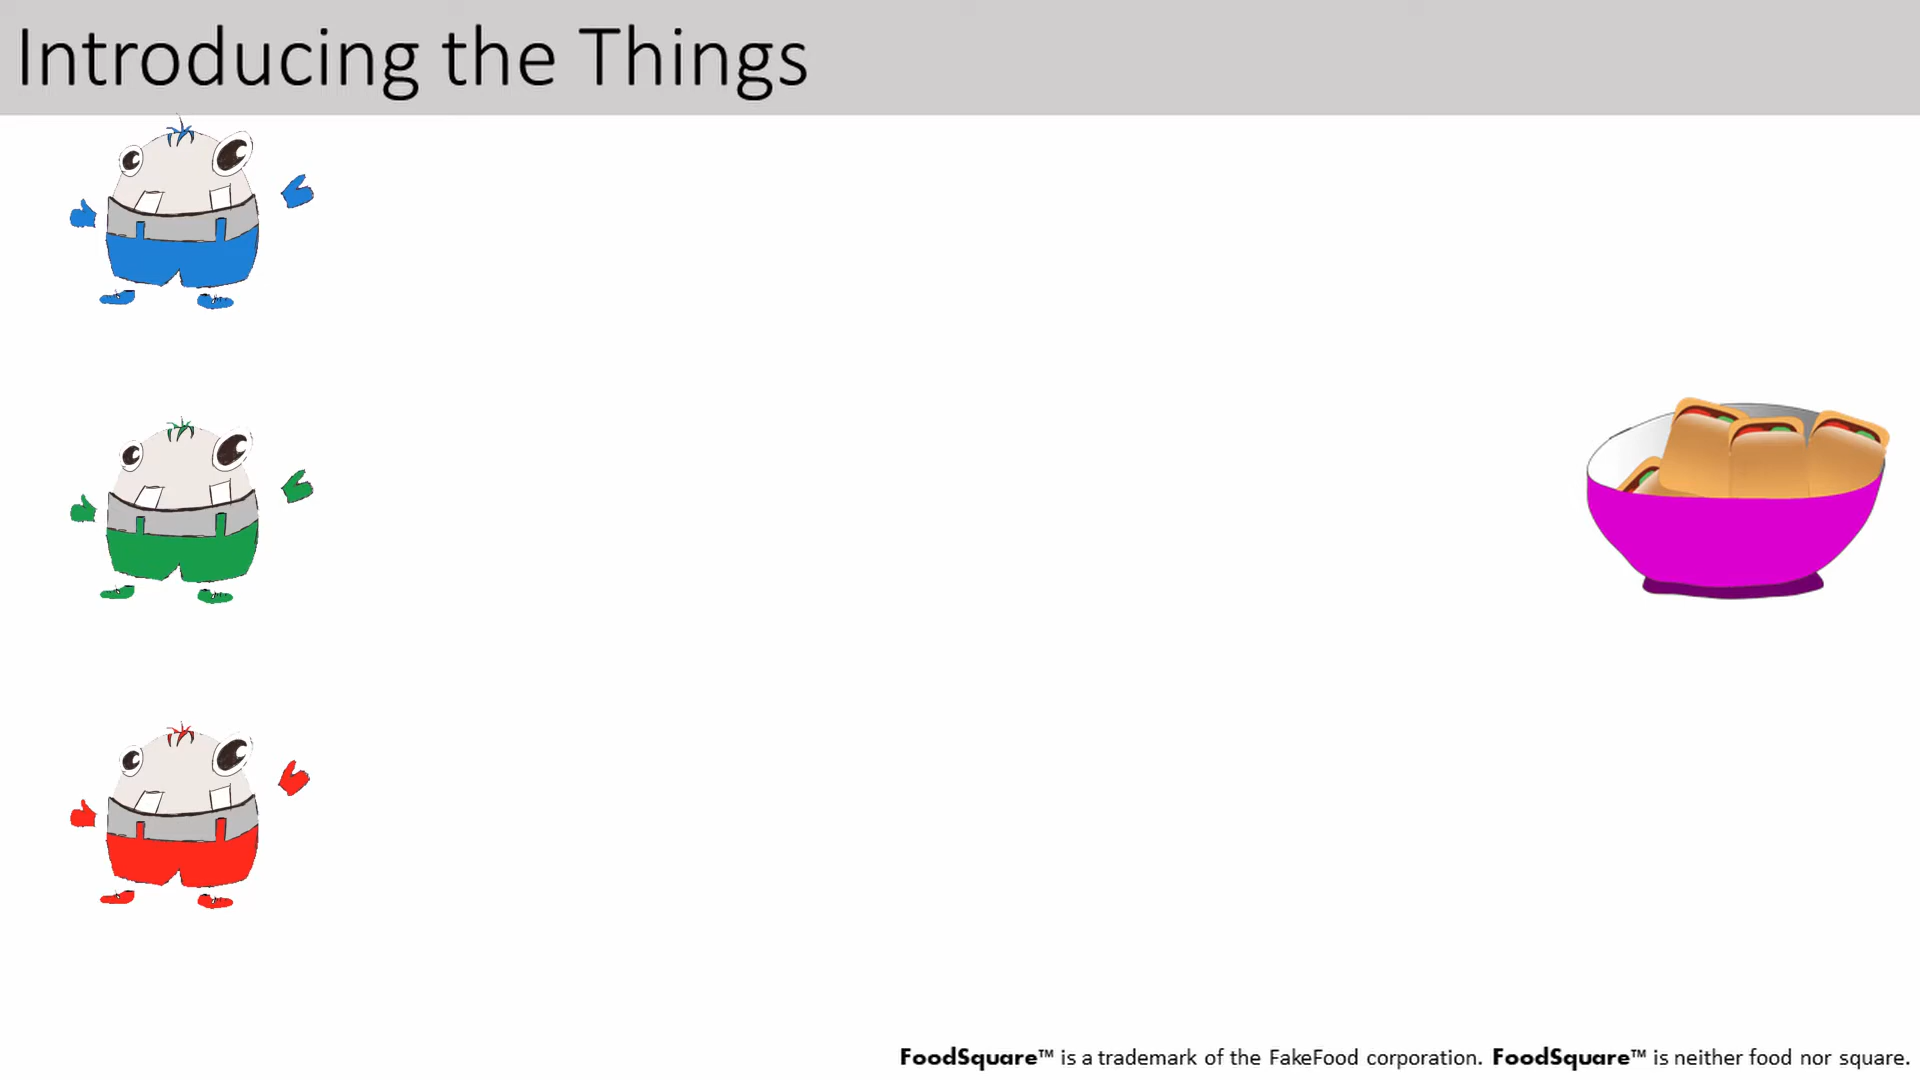 Introducing the Things
FoodSquare™ is a trademark of the FakeFood corporation. FoodSquare™ is neither food nor square.